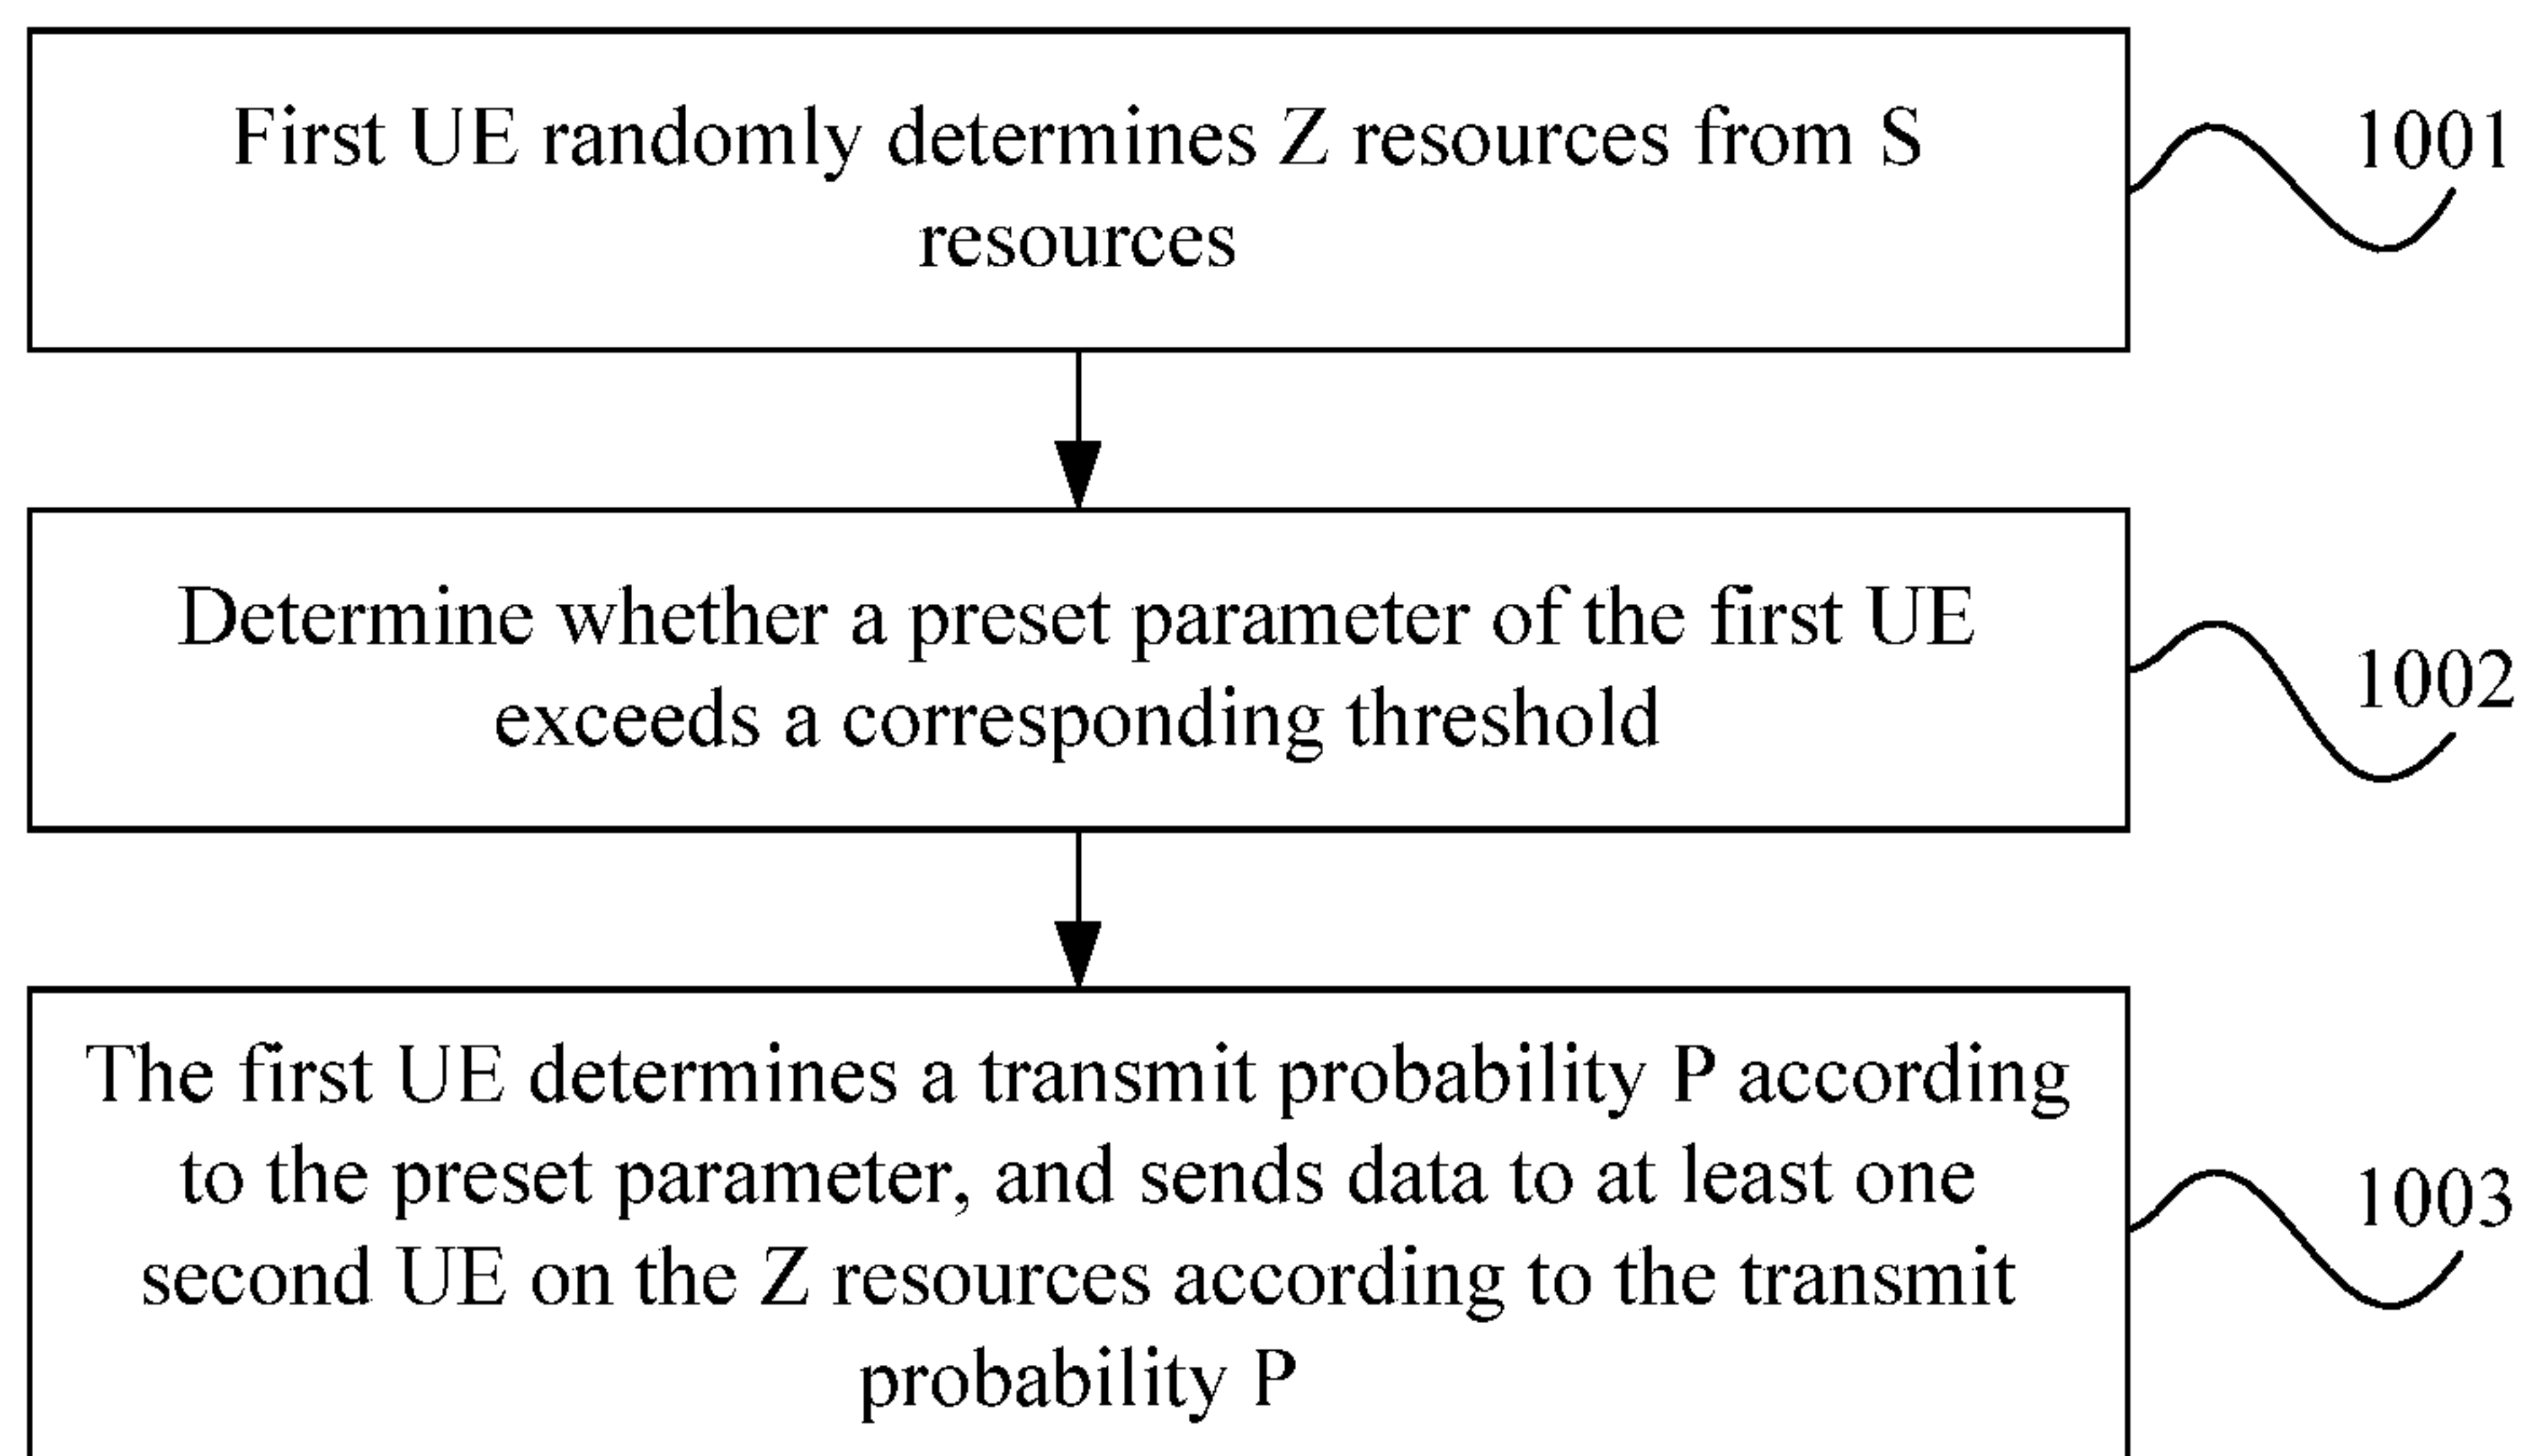 First UE randomly determines Z resources from S
resources
1001
Determine whether a preset parameter of the first UE
exceeds a corresponding threshold
1002
The first UE determines a transmit probability P according
to the preset parameter, and sends data to at least one
second UE on the Z resources according to the transmit
probability P
1003